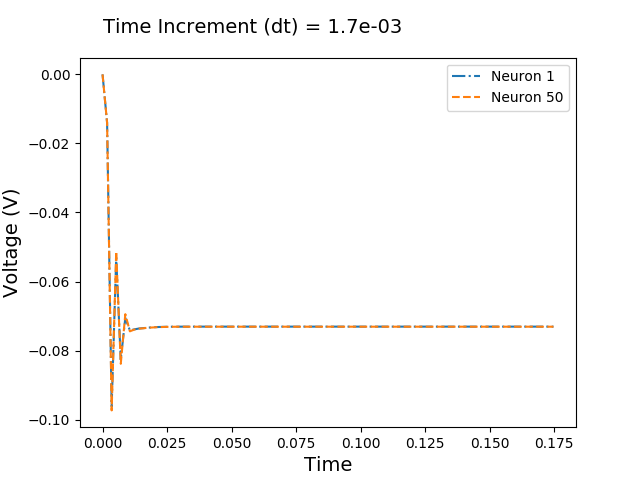 Time Increment (dt) = 1.7e-03
Neuron 1
Neuron 50
0.00
−0.02
−0.04
−0.06
−0.08
−0.10
Voltage (V)
0.000 0.025 0.050 0.075 0.100 0.125 0.150 0.175
Time